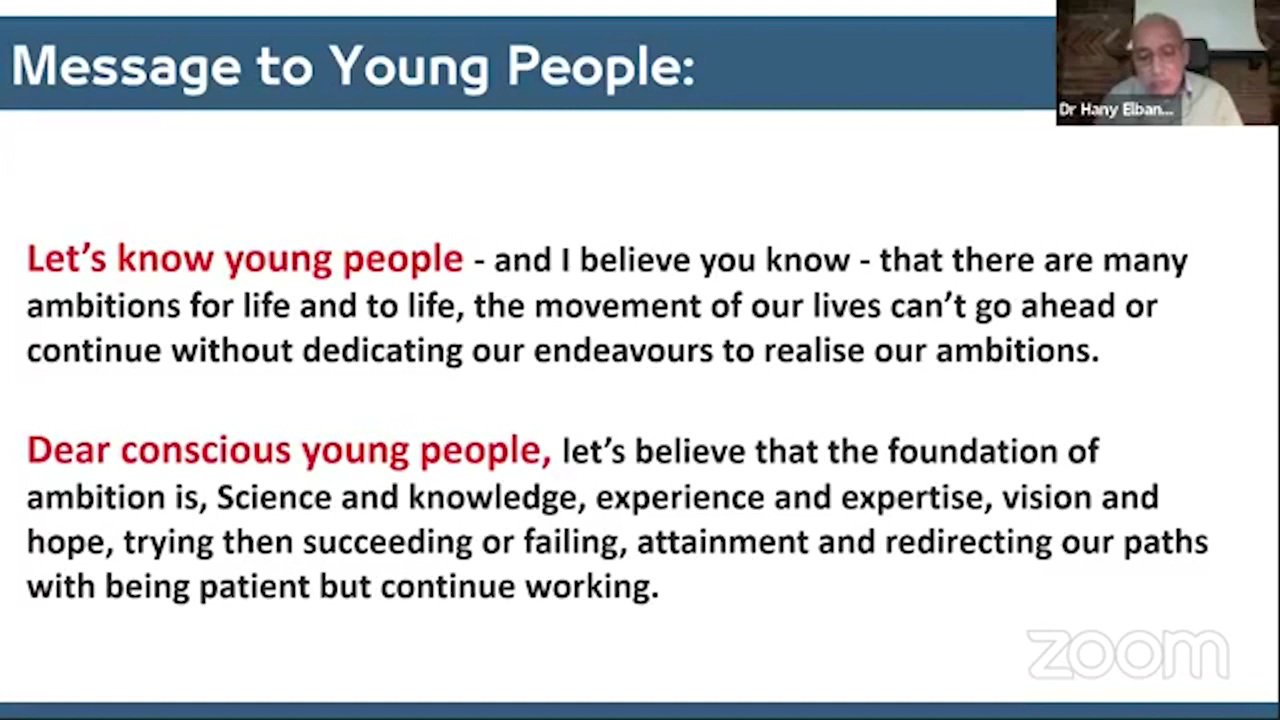 Message to Young People:
Dr Hany Elban...
Let's know young people - and I believe you know - that there are many
ambitions for life and to life, the movement of our lives can't go ahead or
continue without dedicating our endeavours to realise our ambitions.
Dear conscious young people, let's believe that the foundation of
ambition is, Science and knowledge, experience and expertise, vision and
hope, trying then succeeding or failing, attainment and redirecting our paths
with being patient but continue working.
zoom